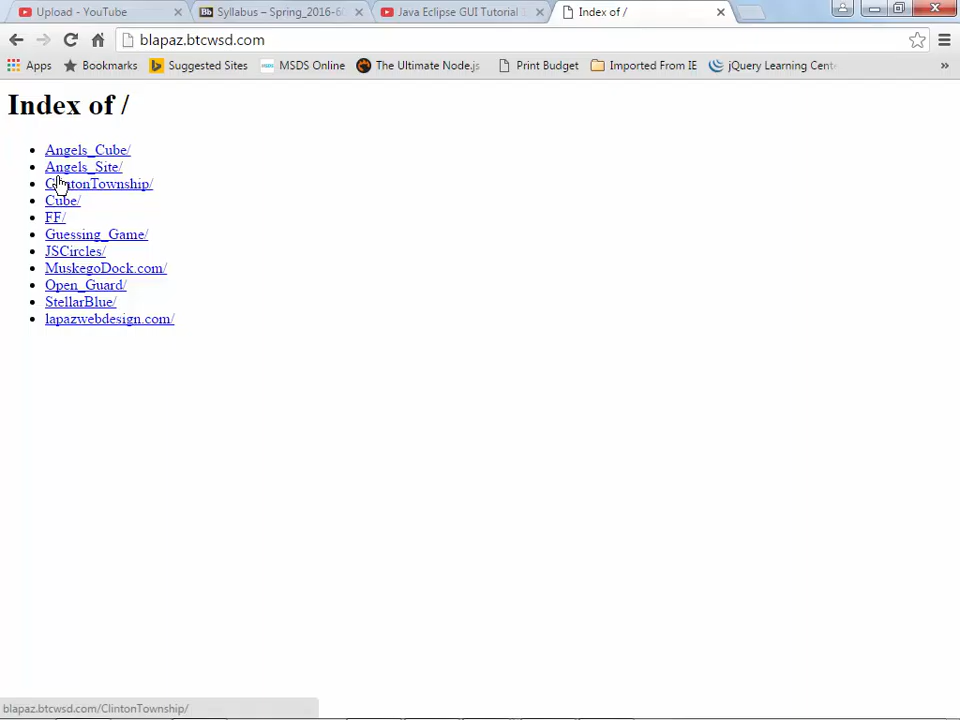 Upload - YouTube
Syllabus – Spring_2016-6
Java Eclipse GUI Tutorial
Index of /
blapaz.btcwsd.com
Apps
Bookmarks
Suggested Sites
MSDS Online
The Ultimate Node.js
Print Budget
Imported From IE
jQuery Learning Cente
Index of /
Angels_Cube/
Angels_Site/
ClintonTownship/
Cube/
FF/
Guessing_Game/
JSCircles/
MuskegoDock.com/
Open_Guard/
StellarBlue/
lapazwebdesign.com/
blapaz.btcwsd.com/ClintonTownship/